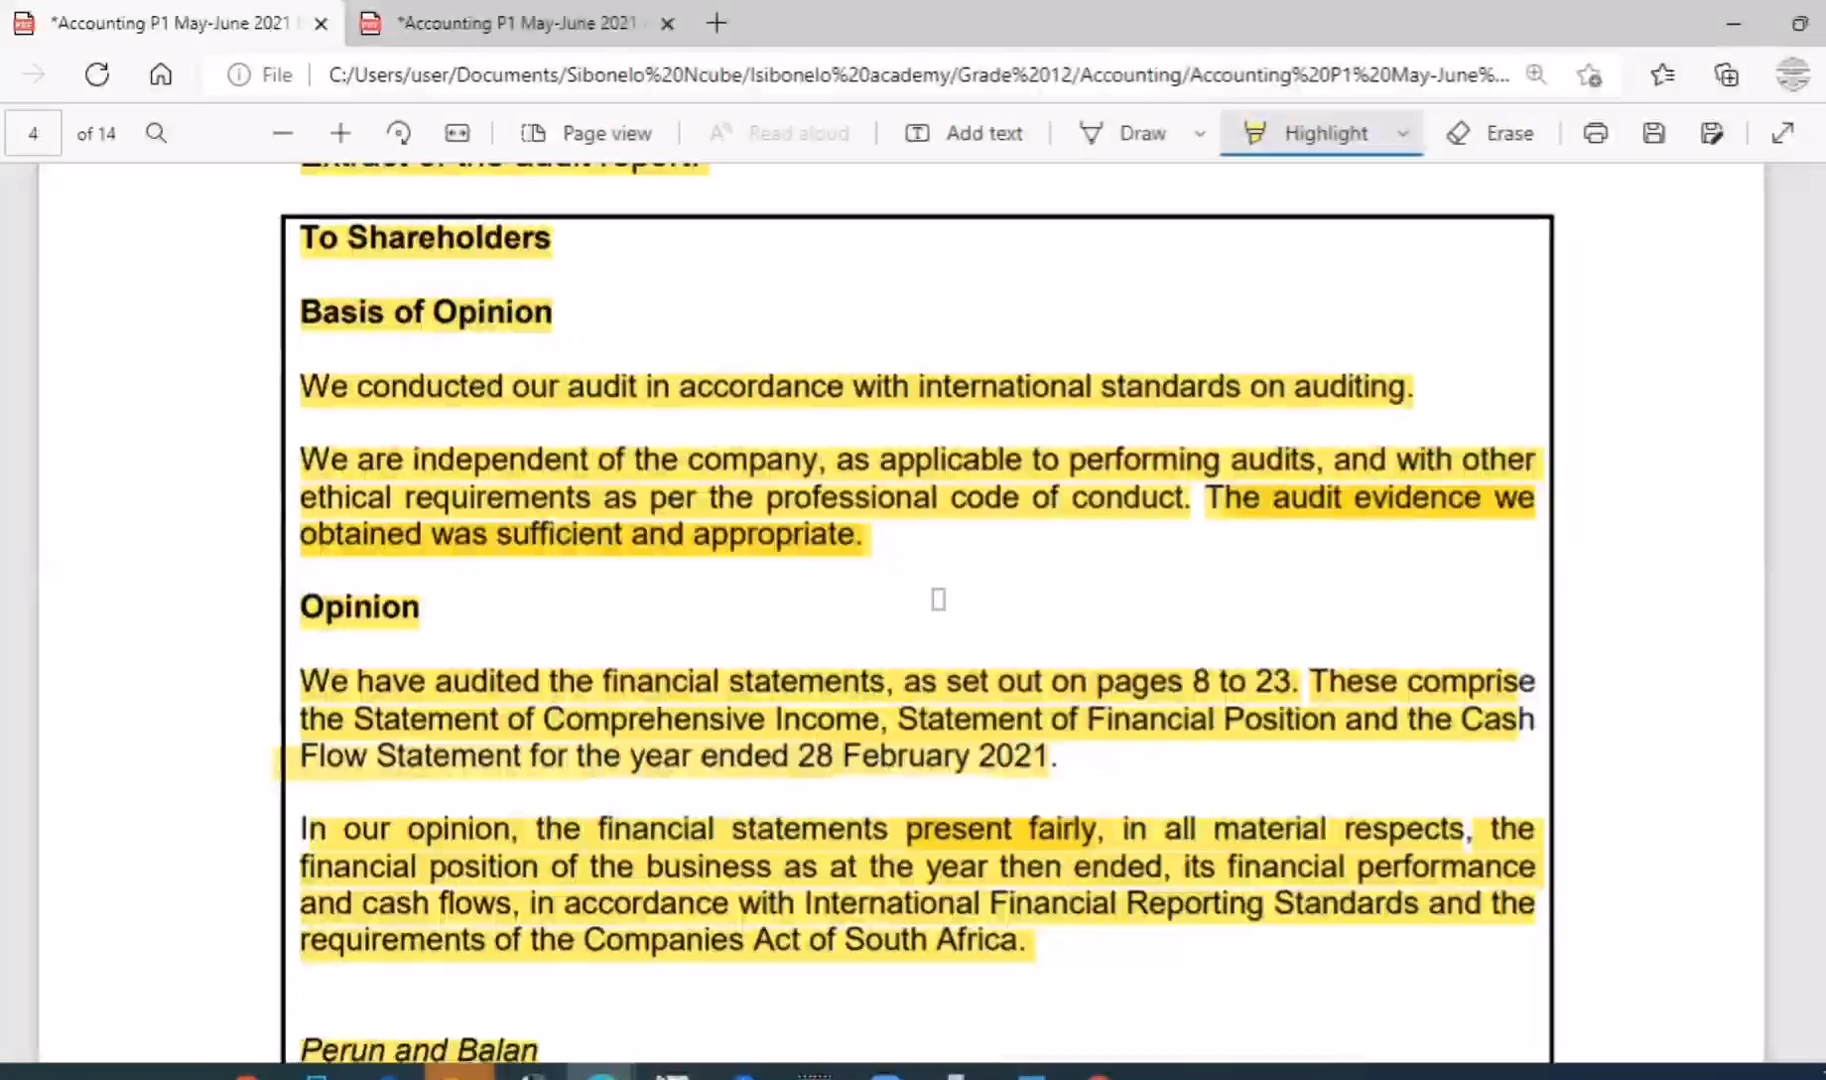 *Accounting P1 May-June 2021
*Accounting P1 May-June 2021
File
C:/Users/user/Documents/Sibonelo%20Ncube/Isibonelo%20academy/Grade%2012/Accounting/Accounting%20P1%20May-June%...
4 of 14
Page view
Read aloud
Add text
Draw
Highlight
Erase
Extract of the audit report:
To Shareholders
Basis of Opinion
We conducted our audit in accordance with international standards on auditing.
We are independent of the company, as applicable to performing audits, and with other
ethical requirements as per the professional code of conduct. The audit evidence we
obtained was sufficient and appropriate.
Opinion
We have audited the financial statements, as set out on pages 8 to 23. These comprise
the Statement of Comprehensive Income, Statement of Financial Position and the Cash
Flow Statement for the year ended 28 February 2021.
In our opinion, the financial statements present fairly, in all material respects, the
financial position of the business as at the year then ended, its financial performance
and cash flows, in accordance with International Financial Reporting Standards and the
requirements of the Companies Act of South Africa.
Perun and Balan